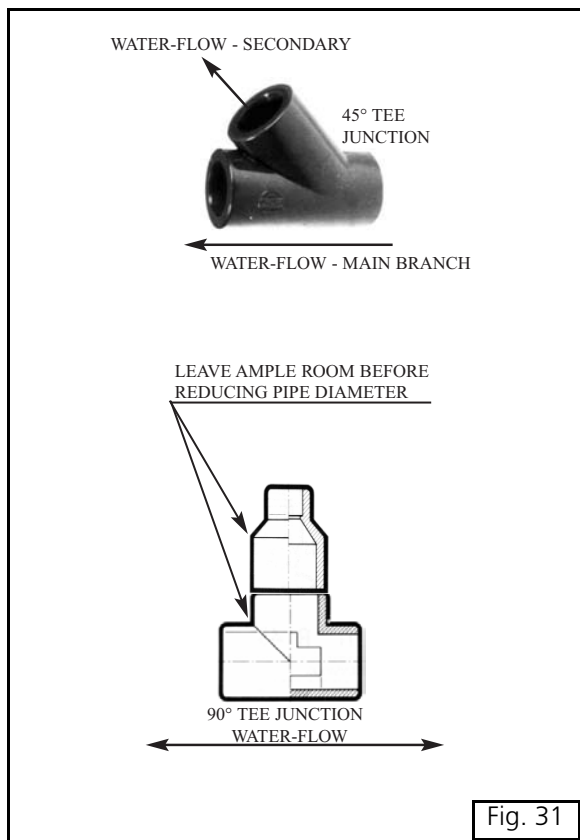 WATER-FLOW - SECONDARY
45° TEE
JUNCTION
WATER-FLOW - MAIN BRANCH
LEAVE AMPLE ROOM BEFORE
REDUCING PIPE DIAMETER
90° TEE JUNCTION
WATER-FLOW
Fig. 31